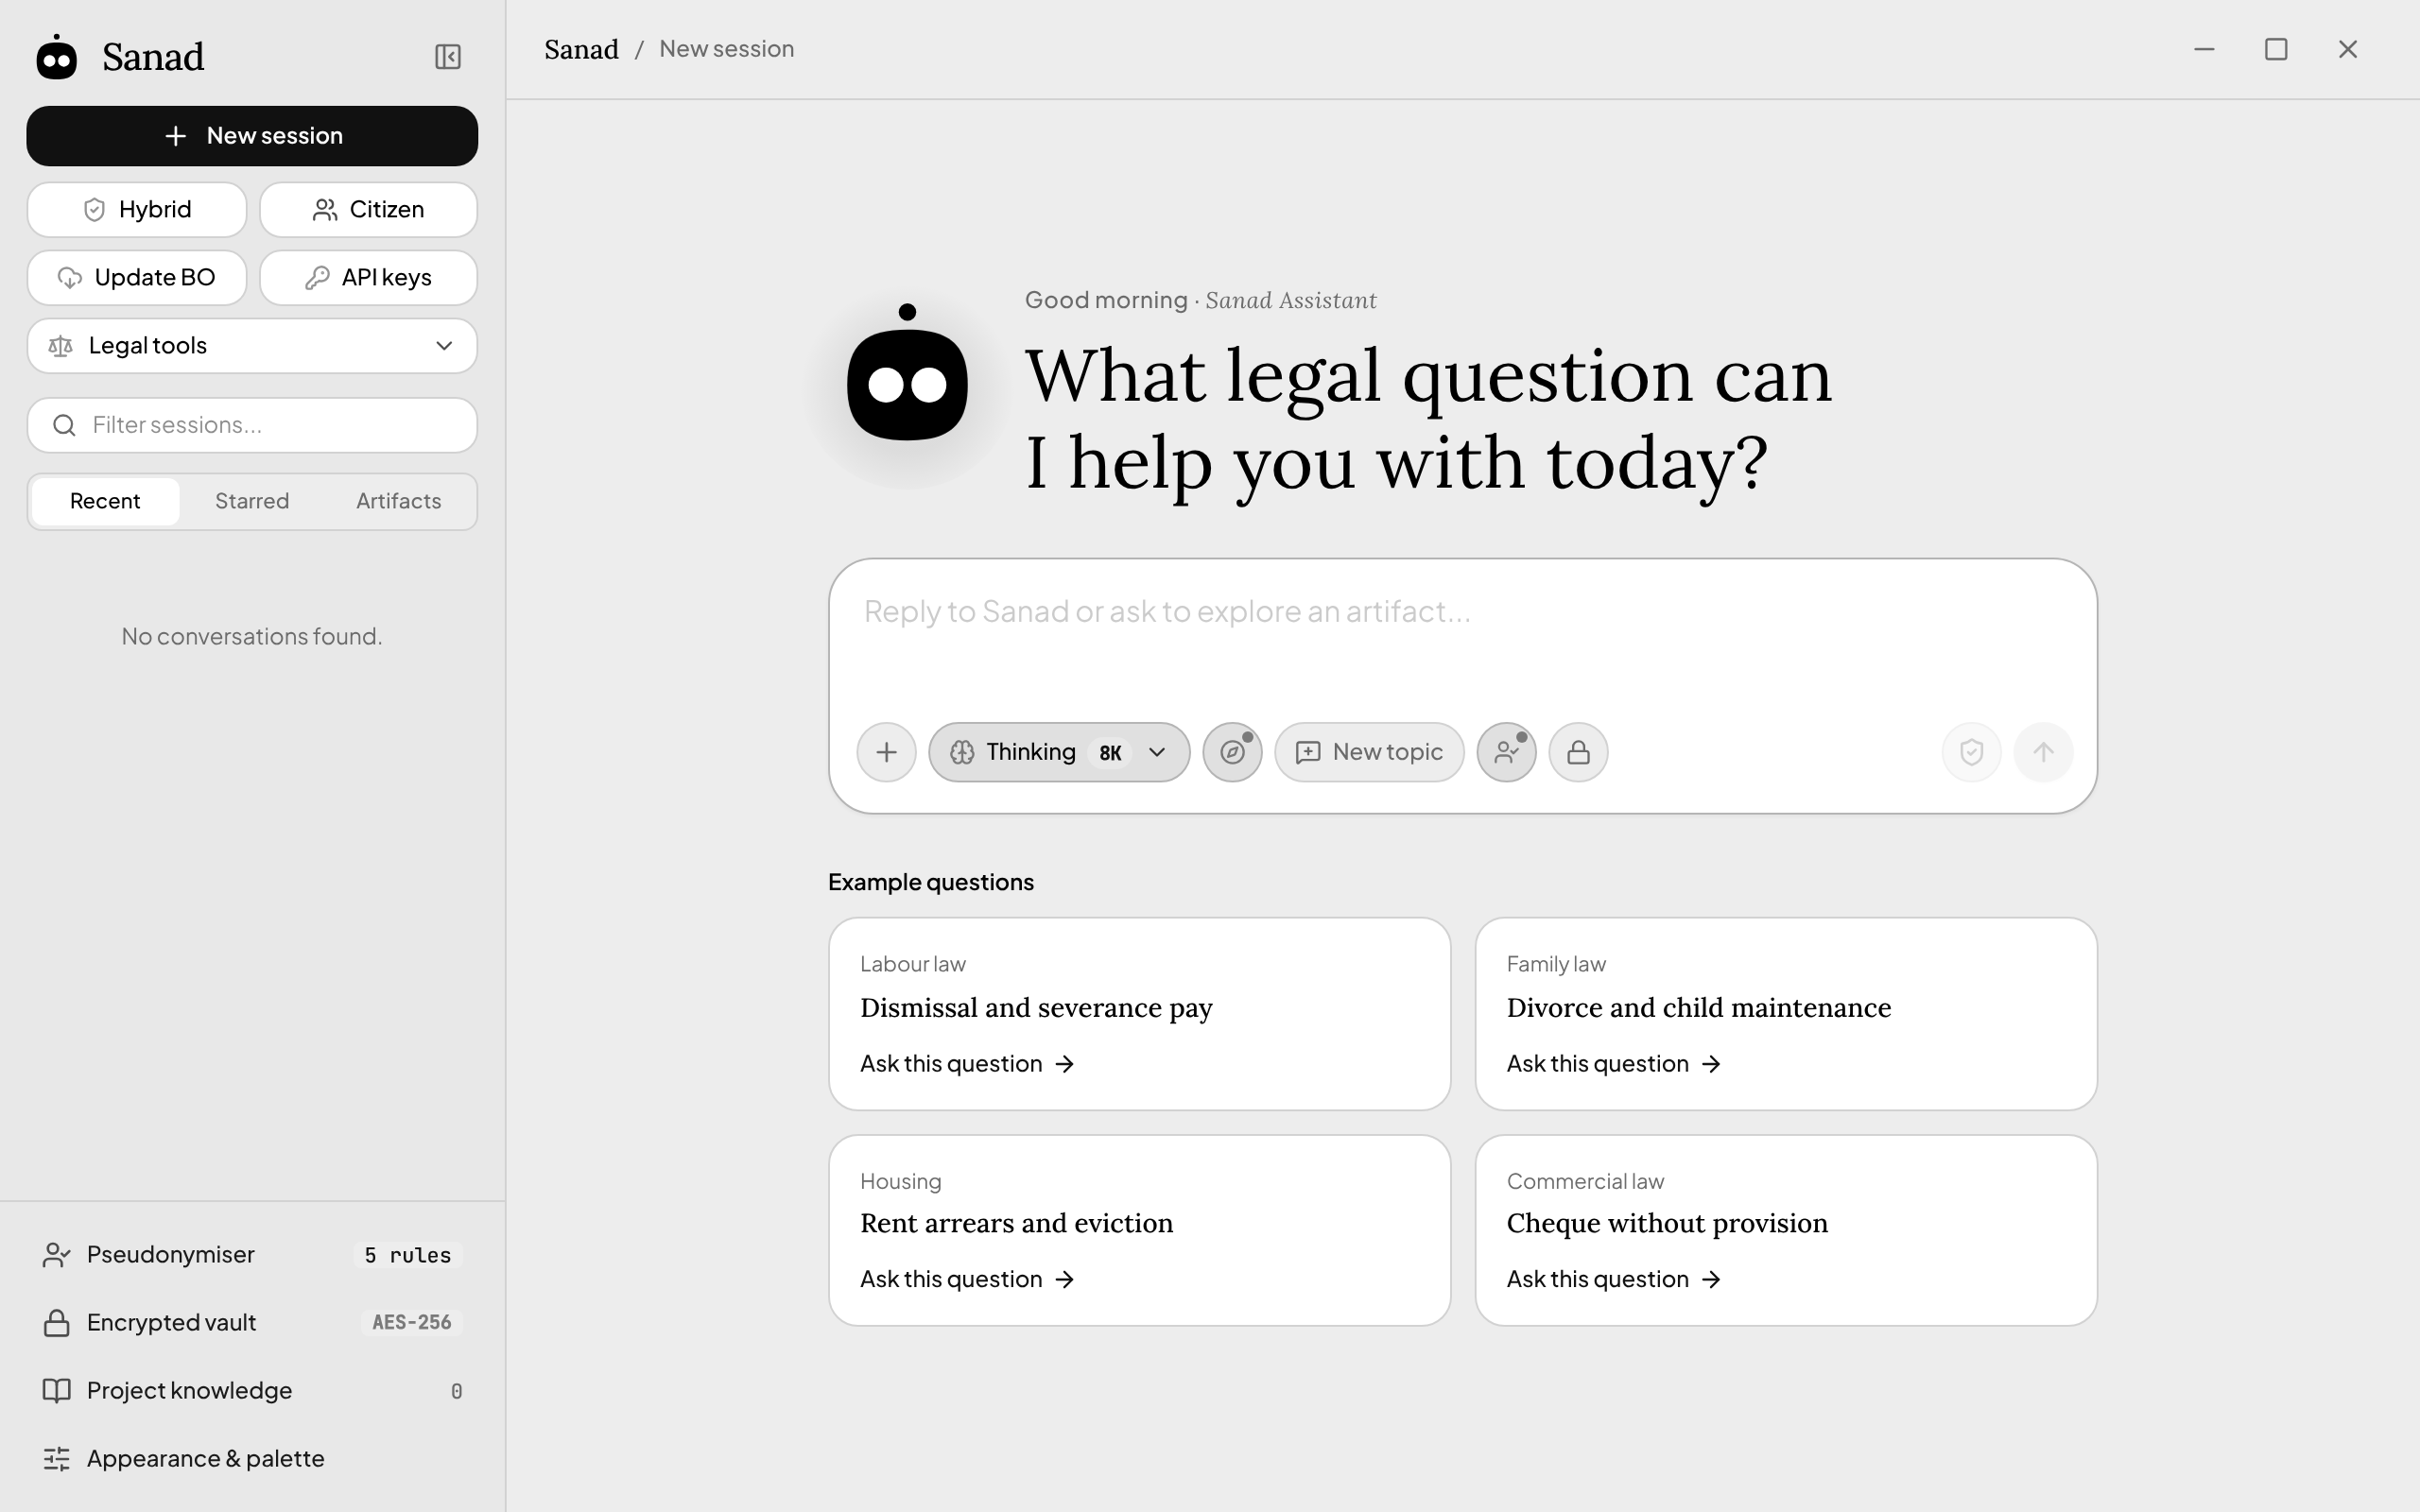 Sanad
New session
Hybrid
Citizen
Update BO
API keys
Legal tools
Filter sessions...
Recent
Starred
Artifacts
No conversations found.
Pseudonymiser
5 rules
Encrypted vault
AES-256
Project knowledge
0
Appearance & palette
Sanad / New session
Good morning · Sanad Assistant
What legal question can
I help you with today?
Reply to Sanad or ask to explore an artifact...
Thinking 8K
New topic
Example questions
Labour law
Dismissal and severance pay
Ask this question →
Family law
Divorce and child maintenance
Ask this question →
Housing
Rent arrears and eviction
Ask this question →
Commercial law
Cheque without provision
Ask this question →